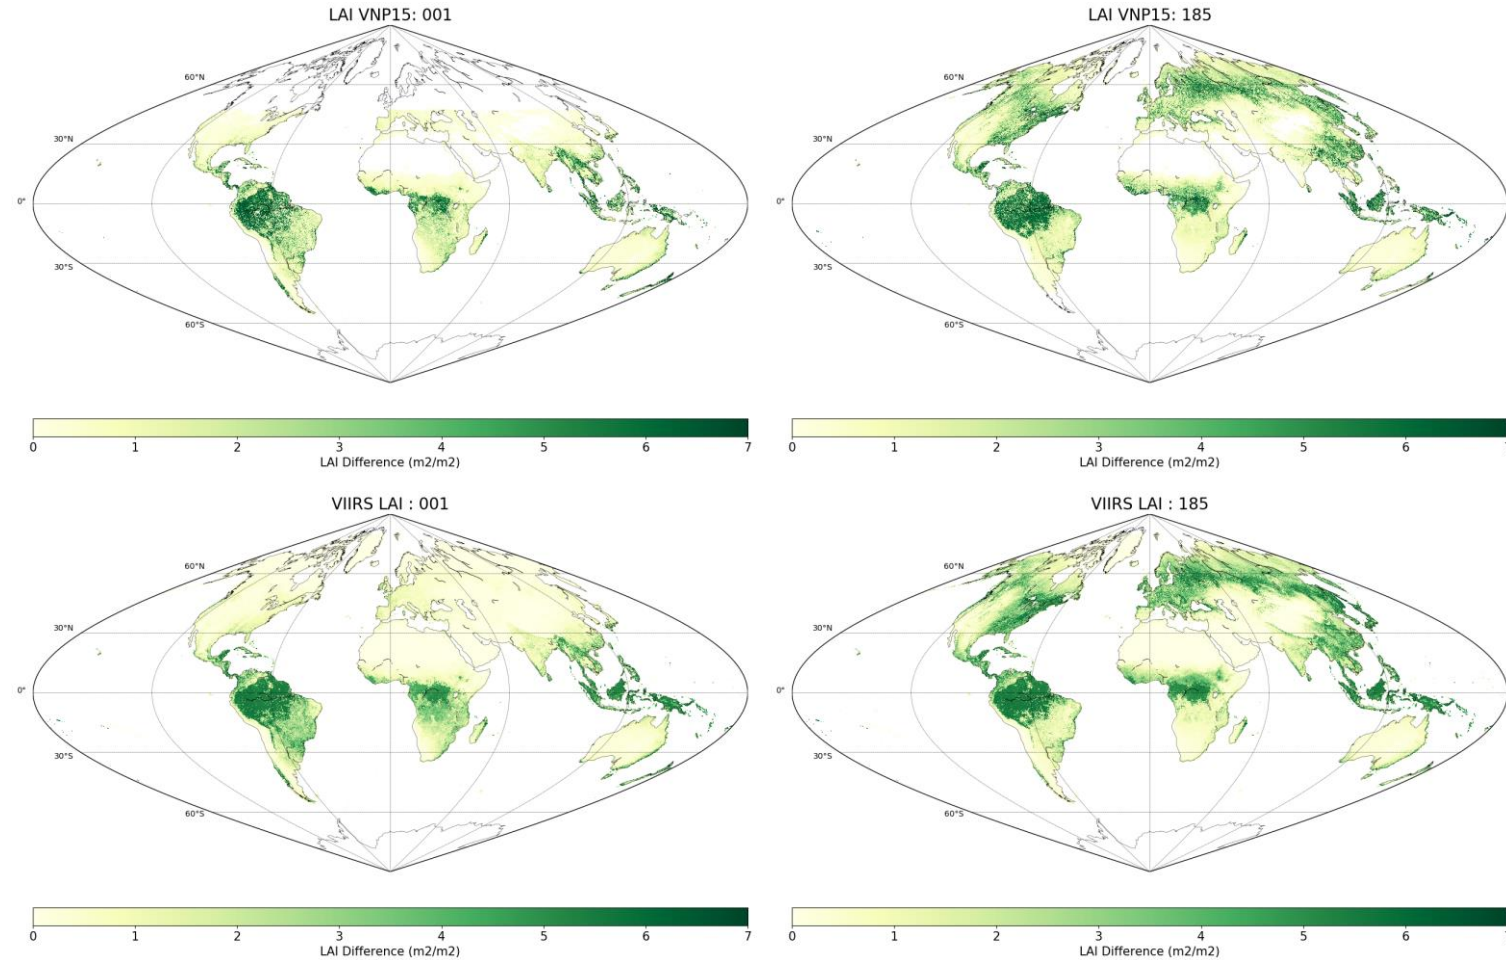 LAI VNP15: 001
60°N
30°N
0°
30°S
60°S
0 1 2 3 4 5 6 7
LAI Difference (m2/m2)
LAI VNP15: 185
60°N
30°N
0°
30°S
60°S
0 1 2 3 4 5 6 7
LAI Difference (m2/m2)
VIIRS LAI : 001
60°N
30°N
0°
30°S
60°S
0 1 2 3 4 5 6 7
LAI Difference (m2/m2)
VIIRS LAI : 185
60°N
30°N
0°
30°S
60°S
0 1 2 3 4 5 6 7
LAI Difference (m2/m2)